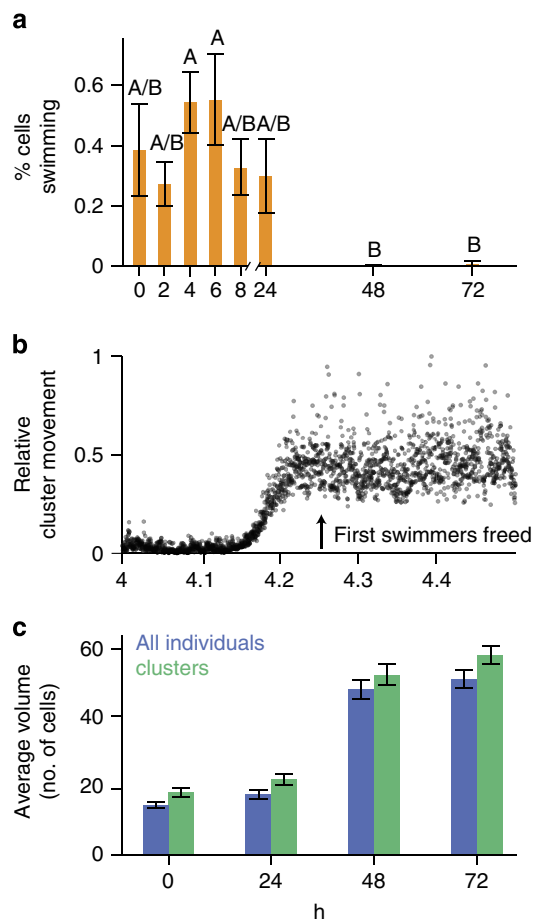 a
% cells
swimming
0.6
0.4
0.2
0
A/B
A/B
A
A
A/B
A/B
B
B
0 2 4 6 8 24 48 72
b
Relative
cluster movement
1
0.5
0
First swimmers freed
4 4.1 4.2 4.3 4.4
c
All individuals
clusters
Average volume
(no. of cells)
60
40
20
0
0 24 48 72
h